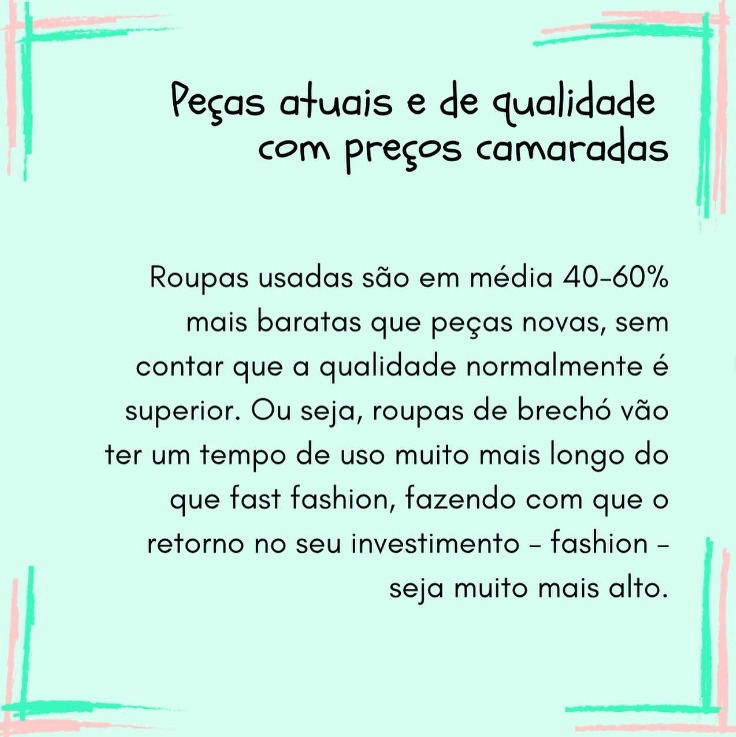 Peças atuais e de qualidade
com preços camaradas
Roupas usadas são em média 40-60%
mais baratas que peças novas, sem
contar que a qualidade normalmente é
superior. Ou seja, roupas de brechó vão
ter um tempo de uso muito mais longo do
que fast fashion, fazendo com que o
retorno no seu investimento - fashion -
seja muito mais alto.